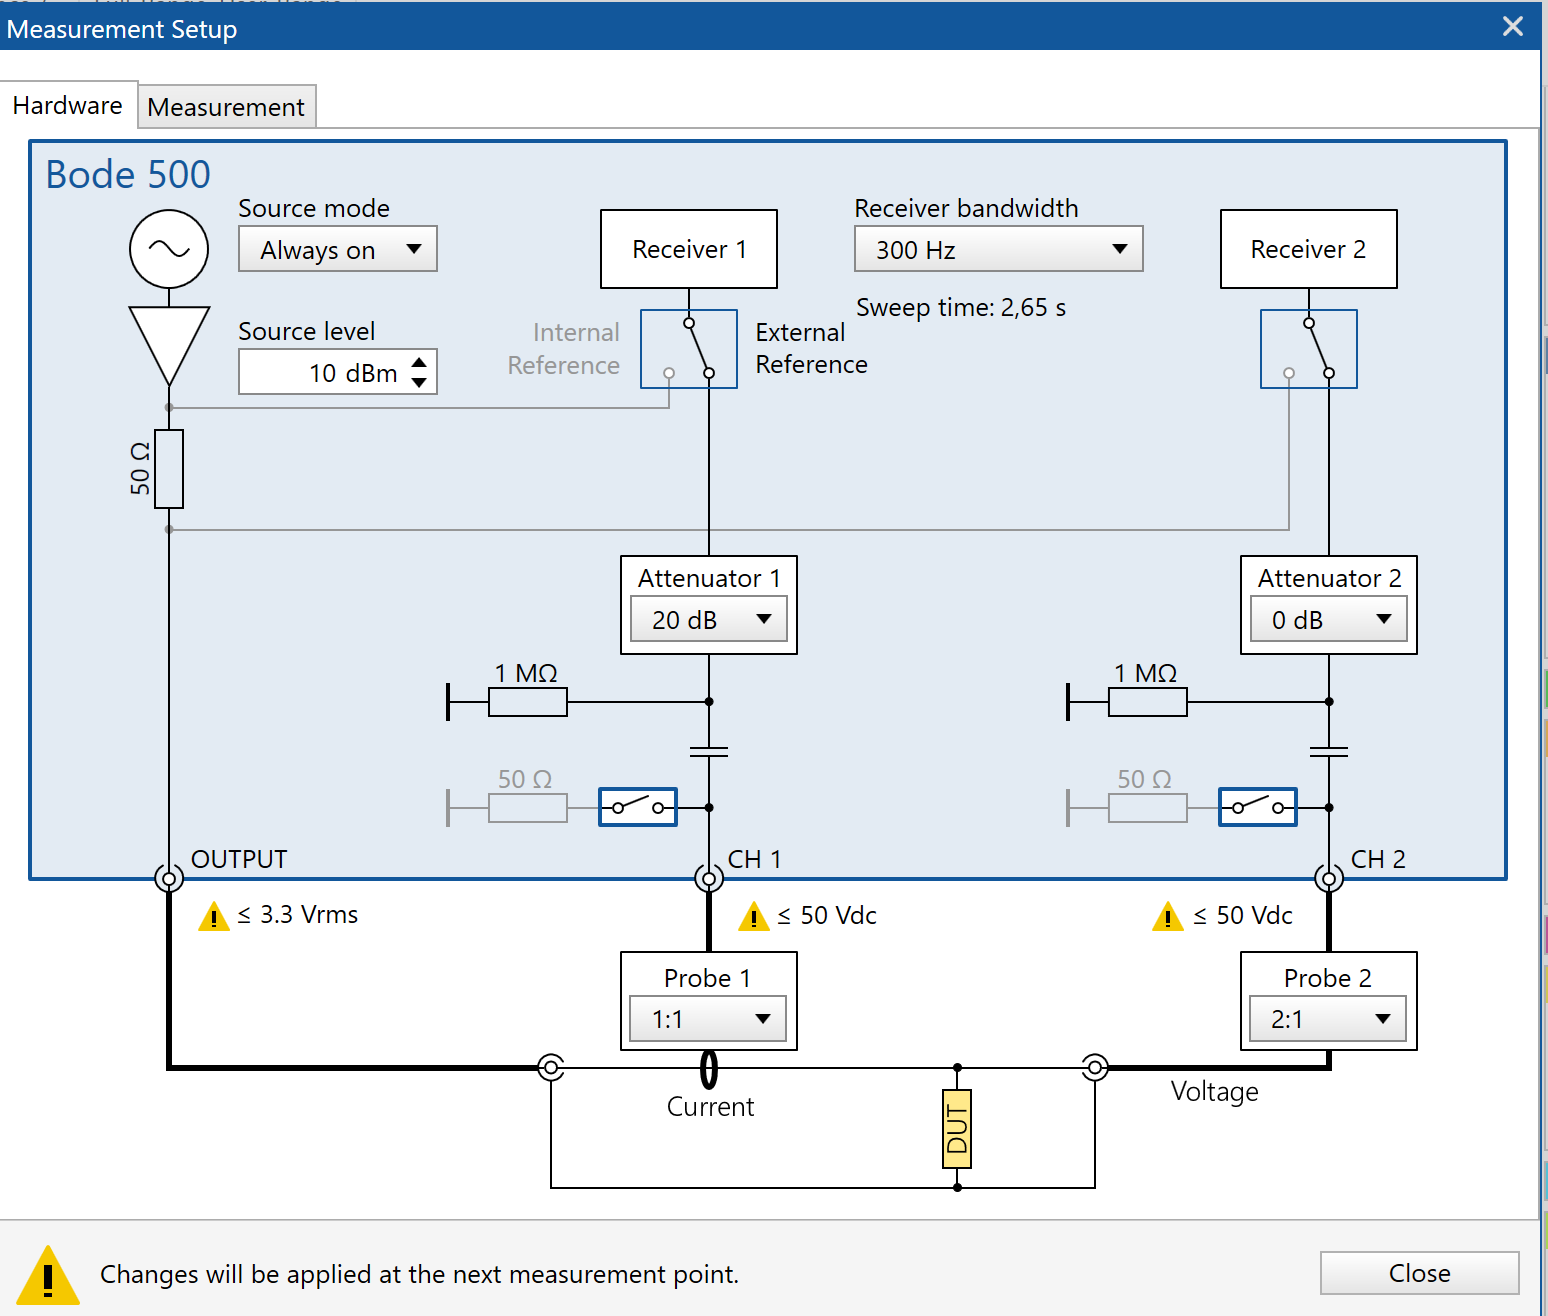 Measurement Setup
Hardware
Measurement
Bode 500
Source mode
Always on
Source level
10 dBm
50 Ω
Receiver 1
Internal
Reference
External
Reference
Receiver bandwidth
300 Hz
Sweep time: 2,65 s
Receiver 2
Attenuator 1
20 dB
Attenuator 2
0 dB
1 MΩ
1 MΩ
50 Ω
50 Ω
OUTPUT
CH 1
CH 2
≤ 3.3 Vrms
≤ 50 Vdc
≤ 50 Vdc
Probe 1
1:1
Probe 2
2:1
Current
DUT
Voltage
Changes will be applied at the next measurement point.
Close